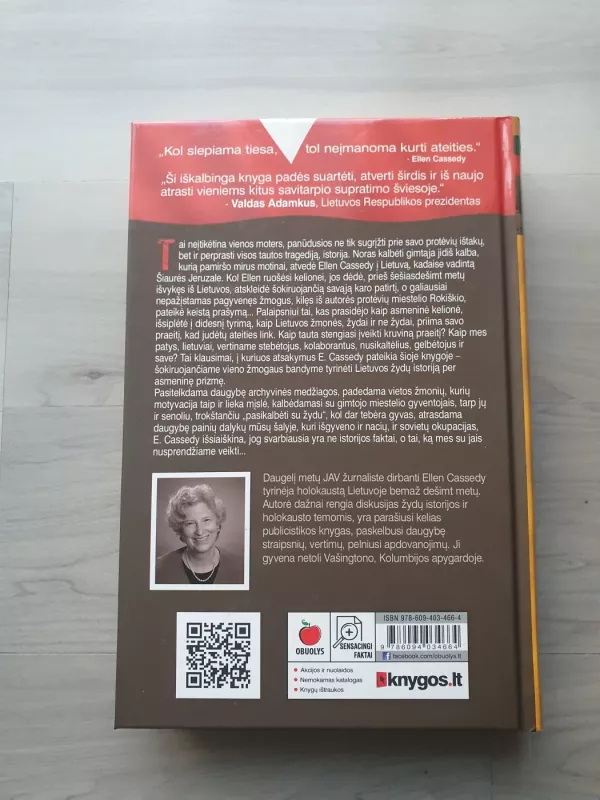 „Kol slepiama tiesa, tol neįmanoma kurti ateities.“
- Ellen Cassedy
„Ši iškalbinga knyga padės suartėti, atverti širdis ir iš naujo
atrasti vieniems kitus savitarpio supratimo šviesoje.“
- Valdas Adamkus, Lietuvos Respublikos prezidentas
Tai neįtikėtina vienos moters, panūdusios ne tik sugrįžti prie savo protėvių ištakų,
bet ir perprasti visos tautos tragediją, istorija. Noras kalbėti gimtąja jidiš kalba,
kurią pamiršo mirus motinai, atvedė Ellen Cassedy į Lietuvą, kadaise vadintą
Šiaurės Jeruzale. Kol Ellen ruošėsi kelionei, jos dėdė, prieš šešiasdešimt metų
išvykęs iš Lietuvos, atskleidė šokiruojančią savąją karo patirtį, o galiausiai
nepažįstamas pagyvenęs žmogus, kilęs iš autorės protėvių miestelio Rokiškio,
pateikė keistą prašymą... Palaipsniui tai, kas prasidėjo kaip asmeninė kelionė,
išsiplėtė į didesnį tyrimą, kaip Lietuvos žmonės, žydai ir ne žydai, priima savo
praeitį, kad judėtų ateities link. Kaip tauta stengiasi įveikti kruviną praeitį? Kaip mes
patys, lietuviai, vertiname stebėtojus, kolaborantus, nusikaltėlius, gelbėtojus ir
save? Tai klausimai, į kuriuos atsakymus E. Cassedy pateikia šioje knygoje –
šokiruojančiame vieno žmogaus bandyme tyrinėti Lietuvos žydų istoriją per
asmeninę prizmę.
Pasitelkdama daugybę archyvinės medžiagos, padedama vietos žmonių, kurių
motyvacija taip ir lieka mįslė, kalbėdamasi su gimtojo miestelio gyventojais, tarp jų
ir senoliu, trokštančiu „pasikalbėti su žydu“, kol dar tebėra gyvas, atrasdama
daugybę painių dalykų mūsų šalyje, kuri išgyveno ir nacių, ir sovietų okupacijas,
E. Cassedy išsiaiškina, jog svarbiausia yra ne istorijos faktai, o tai, ką mes su jais
nusprendžiame veikti...
Daugelį metų JAV žurnaliste dirbanti Ellen Cassedy
tyrinėja holokaustą Lietuvoje bemaž dešimt metų.
Autorė dažnai rengia diskusijas žydų istorijos ir
holokausto temomis, yra parašiusi kelias
publicistikos knygas, paskelbusi daugybę
straipsnių, vertimų, pelniusi apdovanojimų. Ji
gyvena netoli Vašingtono, Kolumbijos apygardoje.
OBUOLYS
SENSACINGI
FAKTAI
ISBN 978-609-403-466-4
9 786094 034664
facebook.com/obuolys.lt
• Akcijos ir nuolaidos
• Nemokamas katalogas
• Knygų ištraukos
knygos.lt